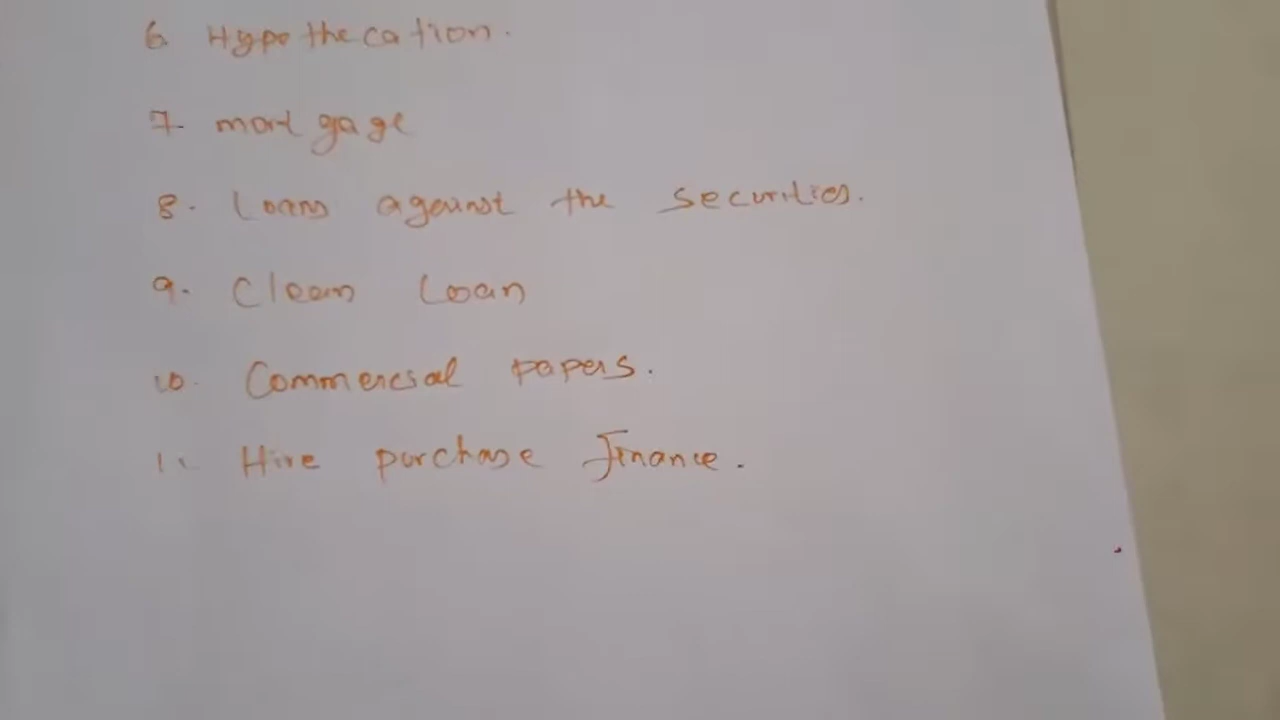 6. Hypothecation.
7. mortgage
8. Loans against the securities.
9. Clean Loan
10. Commercial papers.
11. Hire purchase finance.